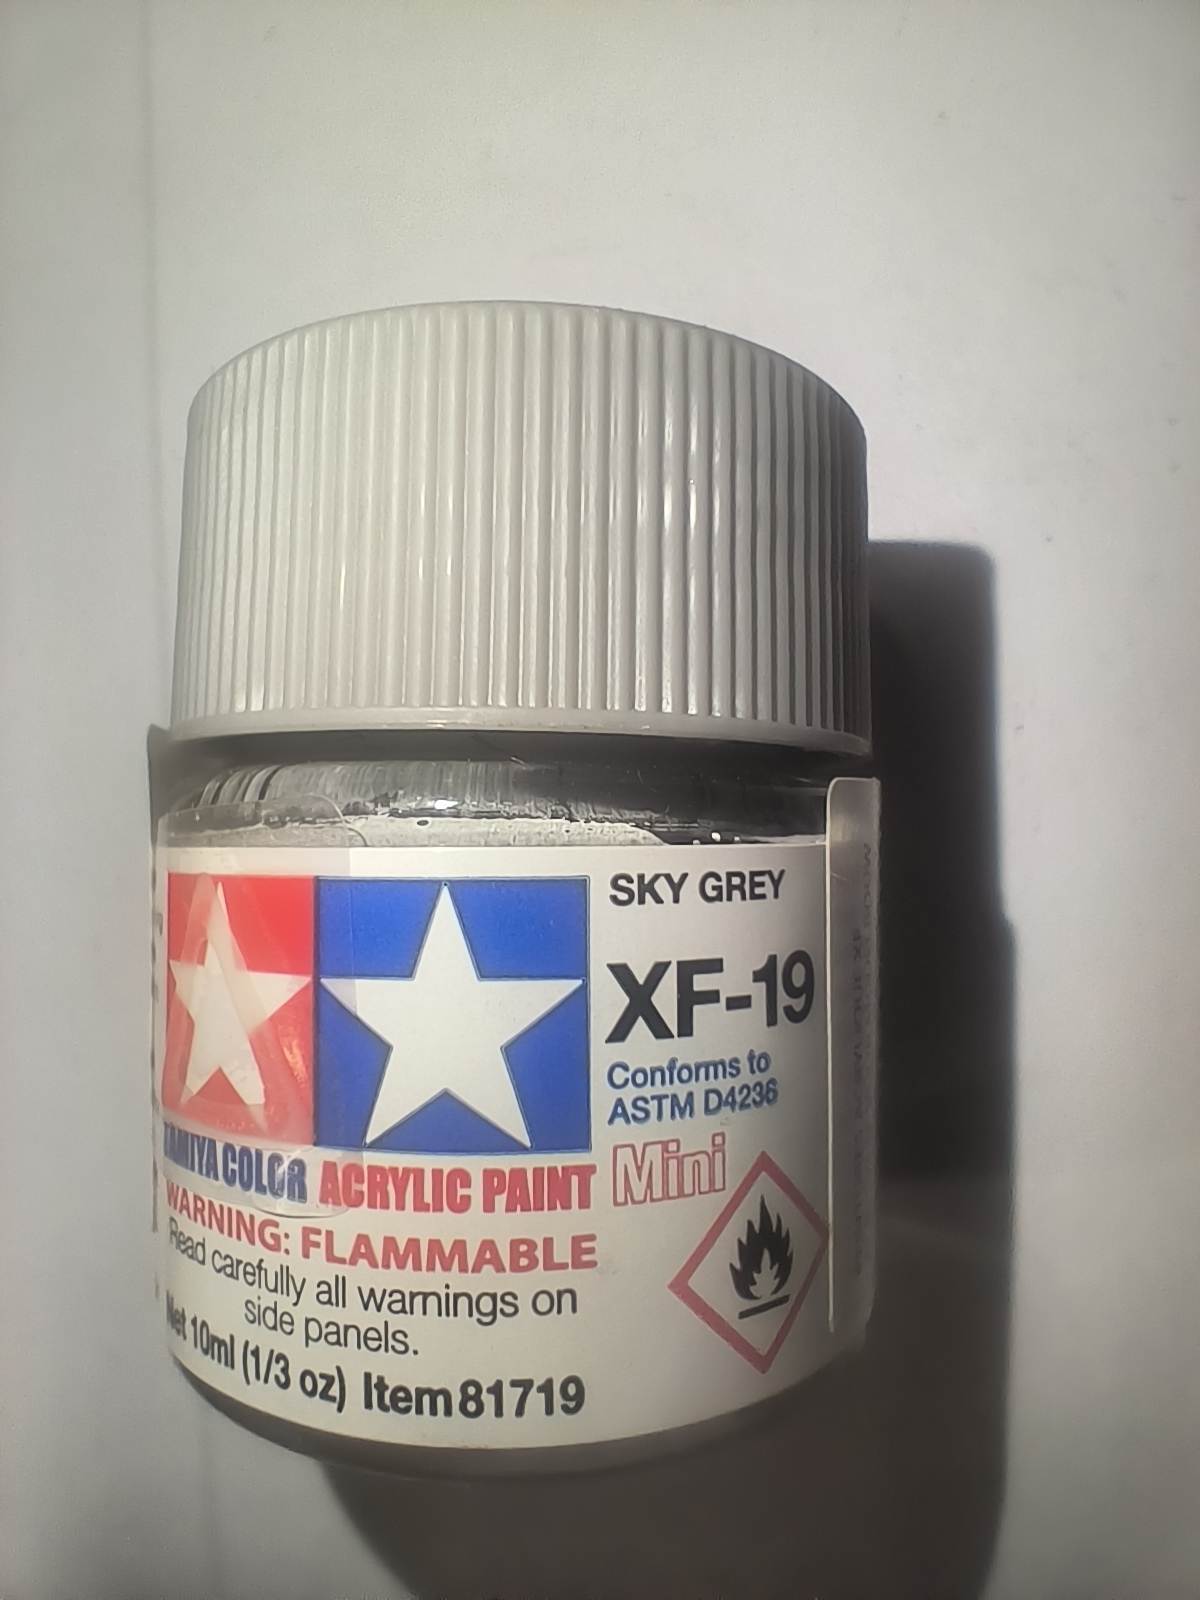 SKY GREY
XF-19
Conforms to
ASTM D4236
TAMIYA COLOR ACRYLIC PAINT Mini
WARNING: FLAMMABLE
Read carefully all warnings on
side panels.
Net 10ml (1/3 oz) Item 81719